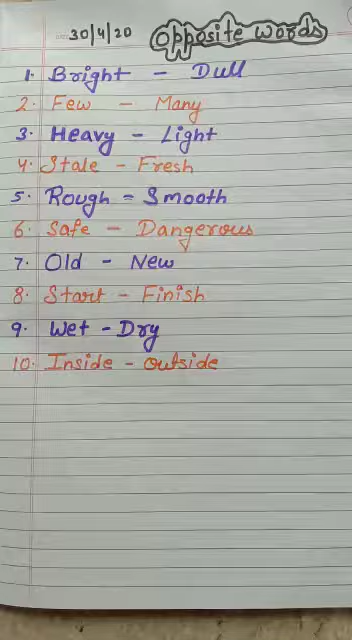 30/4/20 Opposite words
1. Bright - Dull
2. Few - Many
3. Heavy - Light
4. Stale - Fresh
5. Rough = Smooth
6. Safe - Dangerous
7. Old - New
8. Start - Finish
9. Wet - Dry
10. Inside - outside